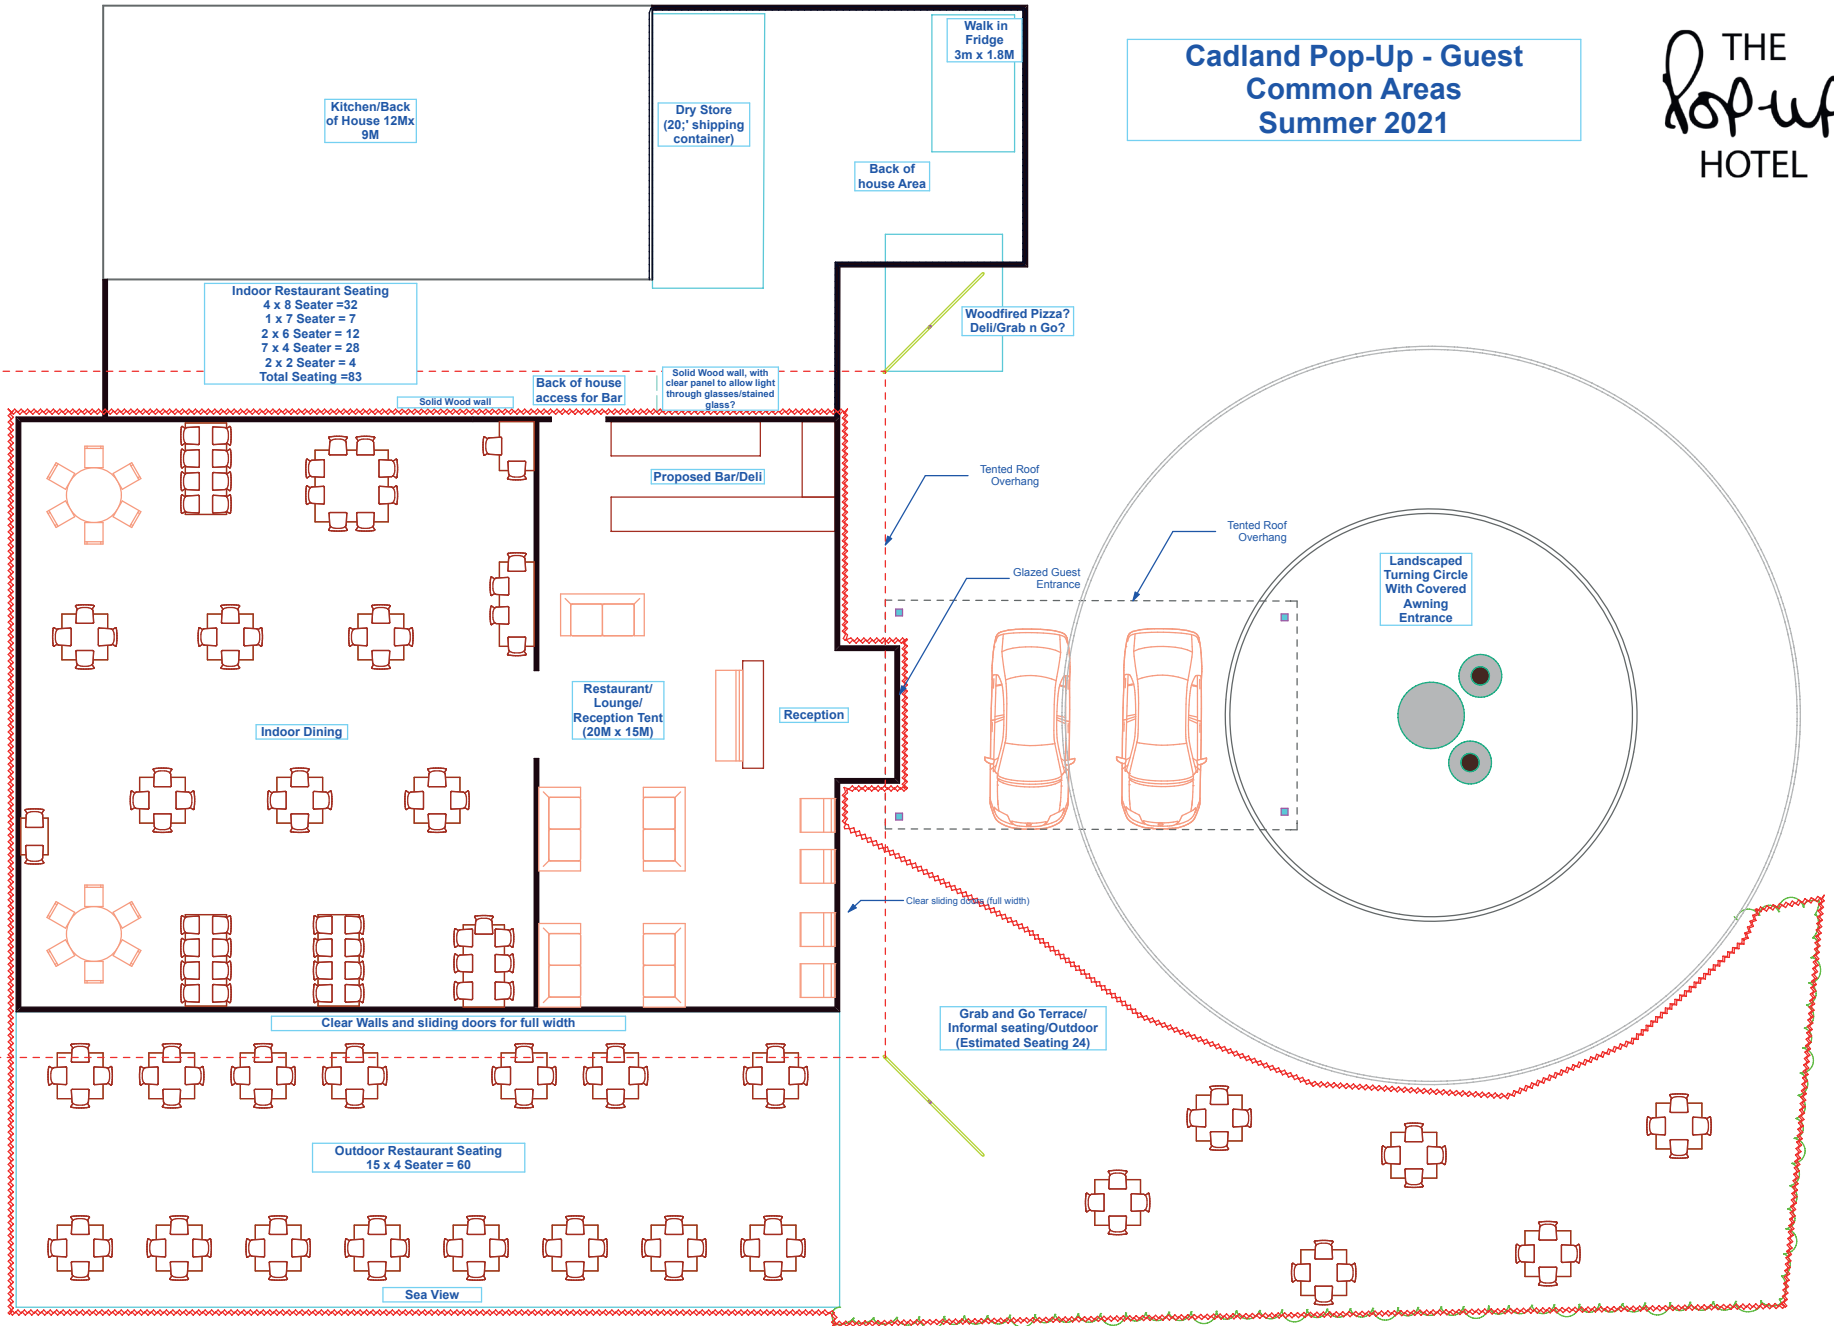 Walk in
Fridge
3m x 1.8M
Cadland Pop-Up - Guest
Common Areas
Summer 2021
THE
Pop-up
HOTEL
Kitchen/Back
of House 12Mx
9M
Dry Store
(20;' shipping
container)
Back of
house Area
Indoor Restaurant Seating
4 x 8 Seater =32
1 x 7 Seater = 7
2 x 6 Seater = 12
7 x 4 Seater = 28
2 x 2 Seater = 4
Total Seating =83
Woodfired Pizza?
Deli/Grab n Go?
Solid Wood wall
Back of house
access for Bar
Solid Wood wall, with
clear panel to allow light
through glasses/stained
glass?
Proposed Bar/Deli
Tented Roof
Overhang
Tented Roof
Overhang
Glazed Guest
Entrance
Landscaped
Turning Circle
With Covered
Awning
Entrance
Indoor Dining
Restaurant/
Lounge/
Reception Tent
(20M x 15M)
Reception
Clear sliding doors (full width)
Clear Walls and sliding doors for full width
Grab and Go Terrace/
Informal seating/Outdoor
(Estimated Seating 24)
Outdoor Restaurant Seating
15 x 4 Seater = 60
Sea View